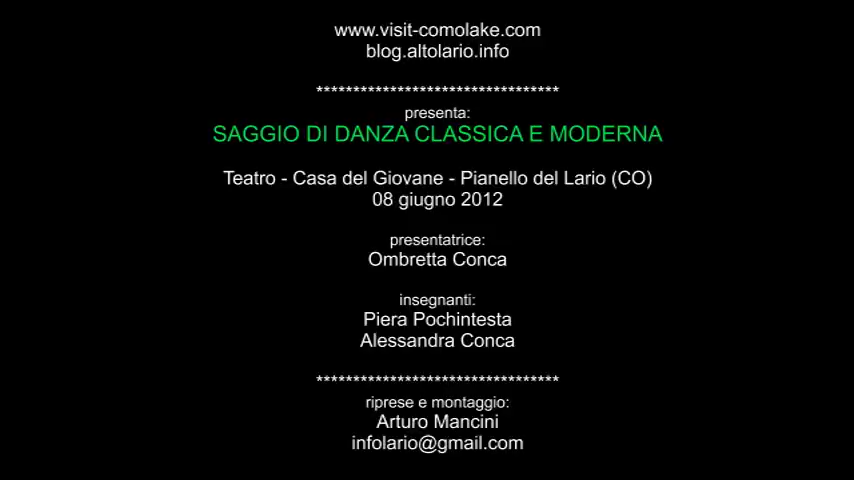 www.visit-comolake.com
blog.altolario.info
*********************************
presenta:
SAGGIO DI DANZA CLASSICA E MODERNA
Teatro - Casa del Giovane - Pianello del Lario (CO)
08 giugno 2012
presentatrice:
Ombretta Conca
insegnanti:
Piera Pochintesta
Alessandra Conca
*********************************
riprese e montaggio:
Arturo Mancini
infolario@gmail.com